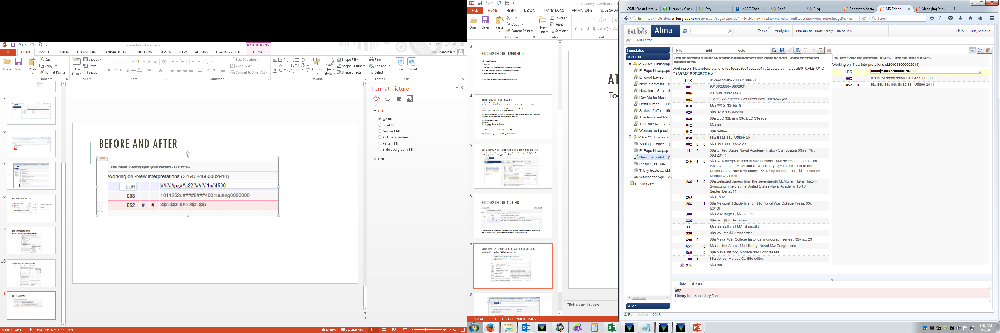 Presentation1 - PowerPoint
PICTURE TOOLS
FILE HOME INSERT DESIGN TRANSITIONS ANIMATIONS SLIDE SHOW REVIEW VIEW ADD-INS Foxit Reader PDF FORMAT
Jun, Marcus B
Open Save Paste Cut Copy Format Painter
New Slide Layout Reset Section
45
Text Direction Align Text Convert to SmartArt
Arrange Quick Styles Shape Fill Shape Outline Shape Effects
Find Replace Select
Share Upload
Clipboard Slides Font Paragraph Drawing Editing Box
5
6
7
8
ADD LOCAL FIELD (CTRL+L)
9
ADD HOLDINGS RECORD
10
TO POPULATE HOLDINGS RECORD
11
BEFORE AND AFTER
BEFORE AND AFTER
You have 2 error(s)on your record - 08:35:16.
Working on -New interpretations (2264084660002914)
LDR #####nx##a22#####1n#4500
008 1011252u####8###4001uueng0000000
852 # # $$a $$b $$c $$h $$i
Format Picture
FILL
No fill
Solid fill
Gradient fill
Picture or texture fill
Pattern fill
Slide background fill
LINE
SLIDE 11 OF 11 ENGLISH (UNITED STATES) NOTES COMMENTS 81%
Inventory records in alma
FILE HOME INSERT DESIGN TRANSITIONS ANIMATIONS SLIDE SHOW
Open Save Paste Cut Copy Format Painter
New Slide Layout Reset Section
22
Clipboard Slides Font
3
HOLDINGS RECORD: LEADER FIELD
4
HOLDINGS RECORD: 852 FIELD
5
ATTACHING A HOLDINGS RECORD TO A BIB RECORD
6
HOLDINGS RECORD: 852 FIELD
7
ATTACHING AN ITEM RECORD TO A HOLDINGS RECORD
8
Click to add notes
SLIDE 7 OF 8 ENGLISH (UNITED STATES)
CSUN Oviatt Librar... Hierarchy Class... Ctry MARC Code Li... Conf Freq Repository Sear... MD Editor Managing Imp...
https://na03.alma.exlibrisgroup.com/rep/action/pageAction.do?xmlFileName=mdeditor.md_editor.xml&operation=openEditor&pageBean.ec
Search
ExLibris Alma
Tasks Analytics Currently at: Oviatt Library - Guest Serv... Help Jun, Marcus
MD Editor
Templates
Records
MARC21 Bibliograp
El Popo Newspape
Ellwood Lawson ...
New interpretat...
Nora inu = Stra...
Ray Martin Musi...
Read & resp... (991
Status of effor... (99
The Army and Re...
The Blue Note y...
Women and prost...
MARC21 Holdings
Analog science ...
El Popo Newspap...
New interpretat...
People.(9910041...
Tricky treats /... (22
Waiting for &qu...
Dublin Core
Rules
File Edit Tools
Alma has attempted to link the bib headings to authority records while loading the record. Loading the record was
therefore slower.
Working on -New interpretations (991062639549602901) , Created by marcus@01CALS_UNO
(18/08/2016 08:29:33 PDT)
LDR 01244cam#a22003018i#4500
001 991062639549602901
005 20160818082933.0
008 151214s2016####riu##########f100#0#eng##
010 $$a ##2015049019
020 $$a 9781935352280
040 $$a DLC $$b eng $$c DLC $$e rda
042 $$a pcc
043 $$a n-us---
050 0 0 $$a E182 $$b .U5869 2011
082 0 0 $$a 359.00973 $$2 23
111 2 $$a United States Naval Academy History Symposium $$n (17th :
$$d 2011)
245 1 0 $$a New interpretations in naval history : $$b selected papers from
the seventeenth McMullen Naval History Symposium held at the
United States Naval Academy 15/16 September 2011 / $$c edited by
Marcus O. Jones.
246 3 0 $$a Selected papers from the seventeenth McMullen Naval History
Symposium held at the United States Naval Academy 15/16
September 2011
263 $$a 1602
264 1 $$a Newport, Rhode Island : $$b Naval War College Press, $$c
[2016]
300 $$a 202 pages ; $$c 28 cm.
336 $$a text $$2 rdacontent
337 $$a unmediated $$2 rdamedia
338 $$a volume $$2 rdacarrier
490 0 $$a Naval War College historical monograph series ; $$v no. 23
651 0 $$a United States $$x History, Naval $$v Congresses.
650 0 $$a Naval history, Modern $$v Congresses.
700 1 $$a Jones, Marcus O., $$e editor.
974 $$a mbj
You have 1 error(s)on your record - 08:36:16. - Draft auto-saved at 08:36:16.
Working on -New interpretations (2264084660002914)
LDR #####nx##a22#####1n#4500
008 1011252u####8###4001uueng0000000
852 0 $$a $$b $$c $$h E182 $$i .U5869 2011
Info Alerts
852
Library is a mandatory field.
© Ex Libris Ltd., 2016
8:41 AM
8/18/2016